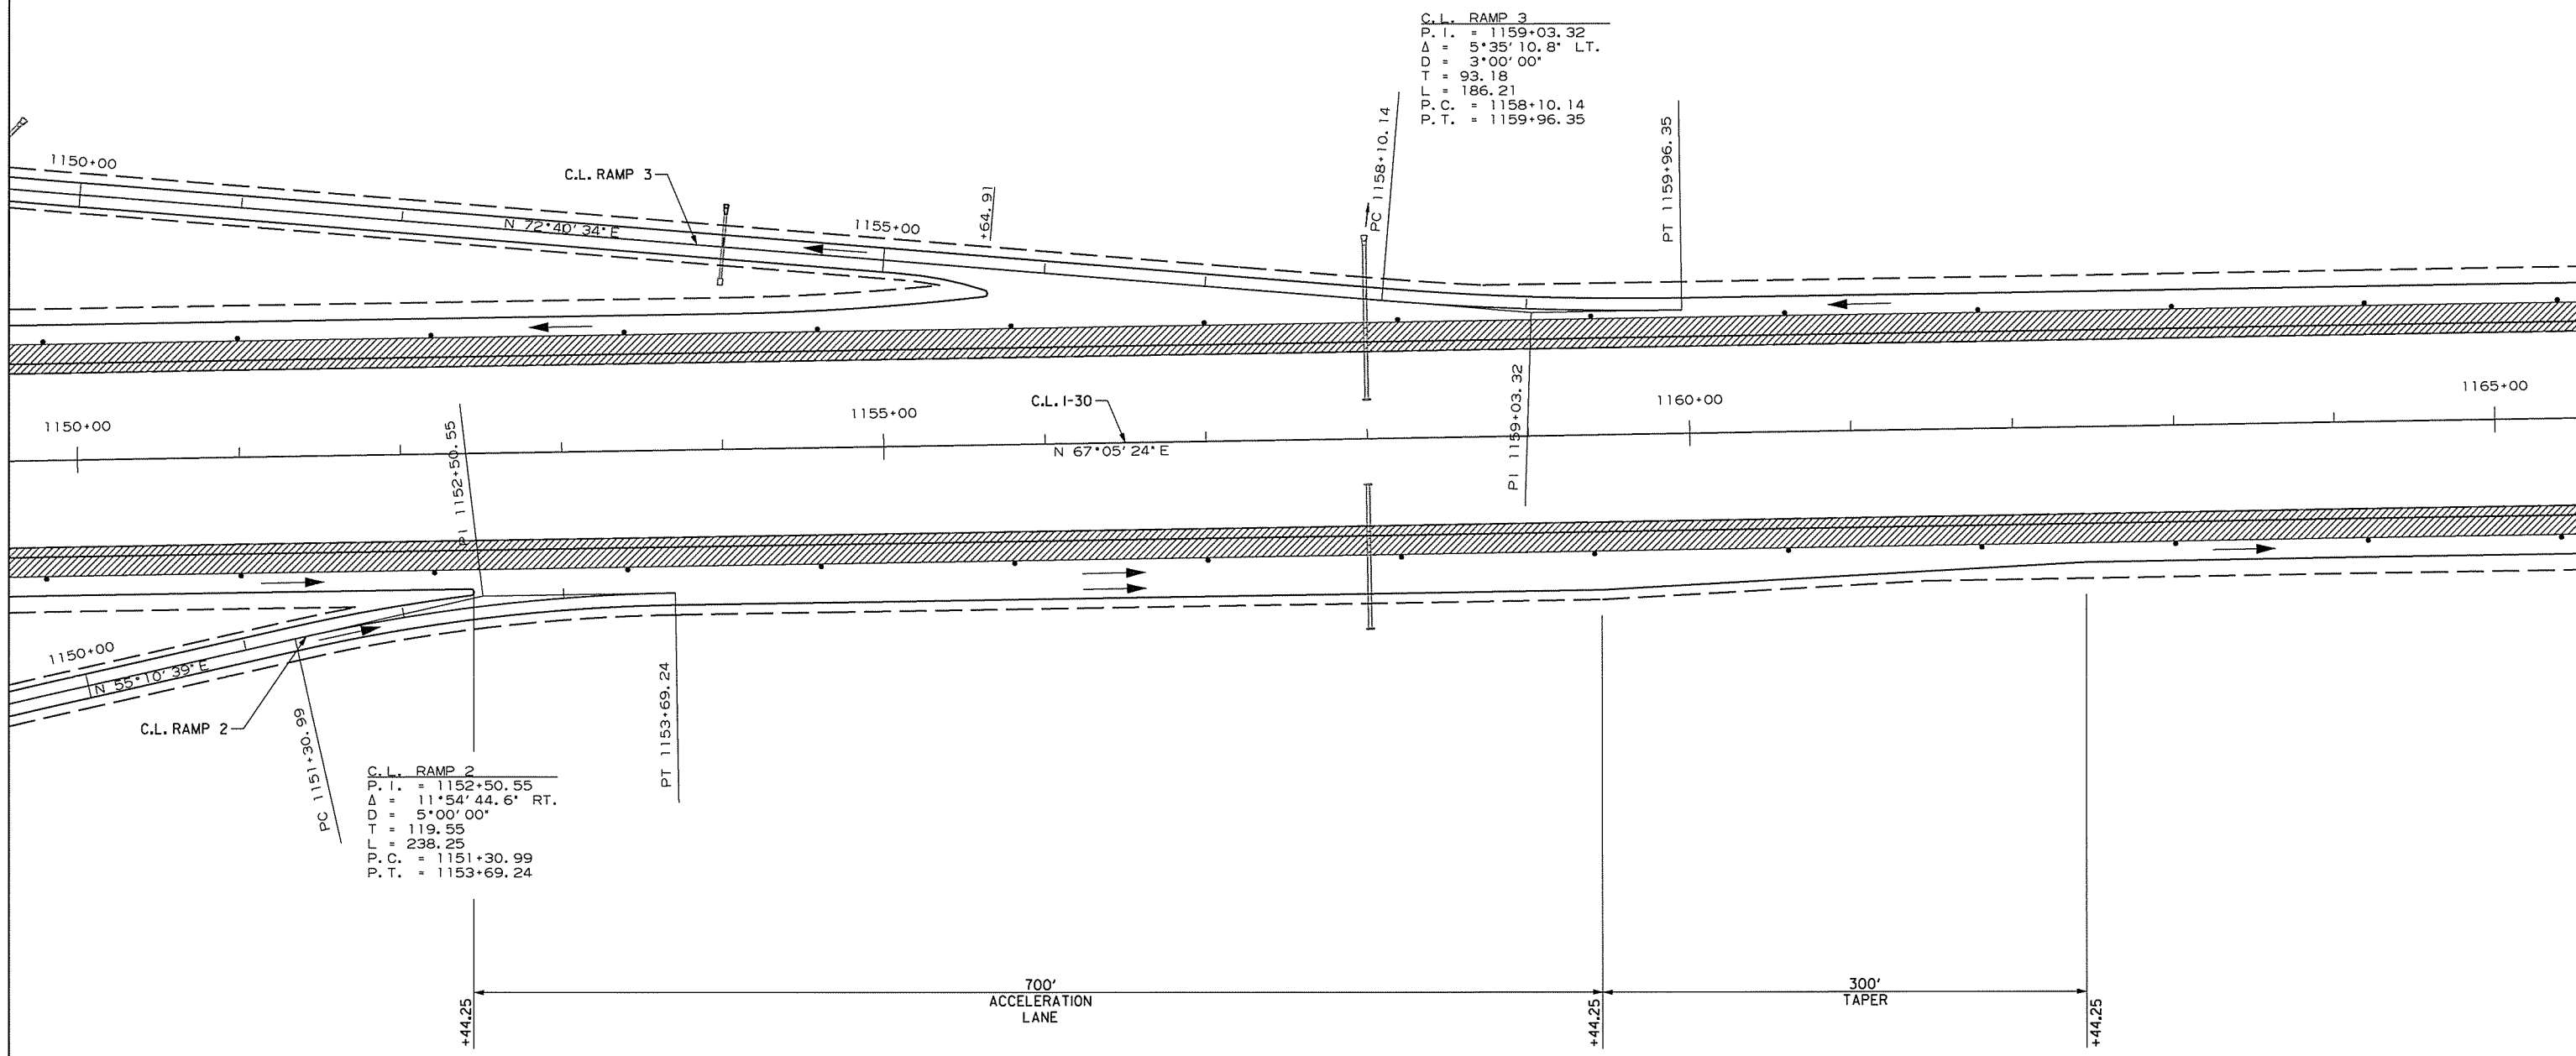 C.L. RAMP 3
P.I. = 1159+03.32
Δ = 5°35'10.8" LT.
D = 3°00'00"
T = 93.18
L = 186.21
P.C. = 1158+10.14
P.T. = 1159+96.35
1150+00
C.L. RAMP 3
N 72°40'34" E
1155+00
+64.91
PC 1158+10.14
PT 1159+96.35
1150+00
PI 1152+50.55
1155+00
C.L. I-30
N 67°05'24" E
PI 1159+03.32
1160+00
1165+00
1150+00
N 55°10'39" E
C.L. RAMP 2
PC 1151+30.99
PT 1153+69.24
C.L. RAMP 2
P.I. = 1152+50.55
Δ = 11°54'44.6" RT.
D = 5°00'00"
T = 119.55
L = 238.25
P.C. = 1151+30.99
P.T. = 1153+69.24
700'
ACCELERATION
LANE
300'
TAPER
+44.25
+44.25
+44.25